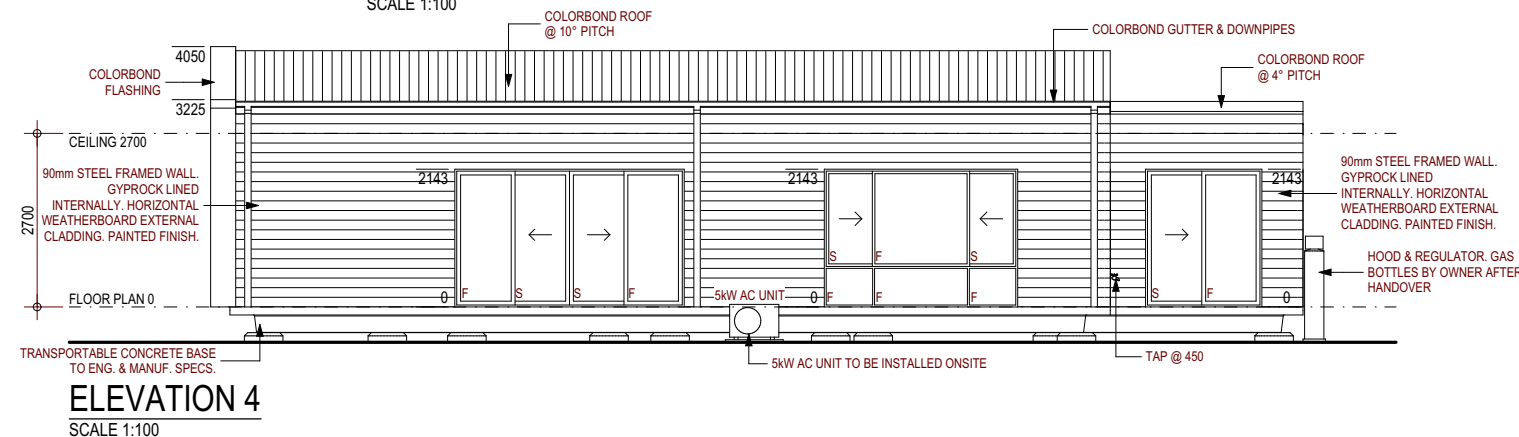 SCALE 1:100
COLORBOND ROOF
@ 10° PITCH
COLORBOND GUTTER & DOWNPIPES
COLORBOND ROOF
@ 4° PITCH
4050
COLORBOND
FLASHING
3225
CEILING 2700
90mm STEEL FRAMED WALL.
GYPROCK LINED
INTERNALLY. HORIZONTAL
WEATHERBOARD EXTERNAL
CLADDING. PAINTED FINISH.
2700
2143
2143
2143
90mm STEEL FRAMED WALL.
GYPROCK LINED
INTERNALLY. HORIZONTAL
WEATHERBOARD EXTERNAL
CLADDING. PAINTED FINISH.
S F S
HOOD & REGULATOR. GAS
BOTTLES BY OWNER AFTER
HANDOVER
FLOOR PLAN 0
0
F S S F
5kW AC UNIT
0
F F F
S F
0
TRANSPORTABLE CONCRETE BASE
TO ENG. & MANUF. SPECS.
5kW AC UNIT TO BE INSTALLED ONSITE
TAP @ 450
ELEVATION 4
SCALE 1:100